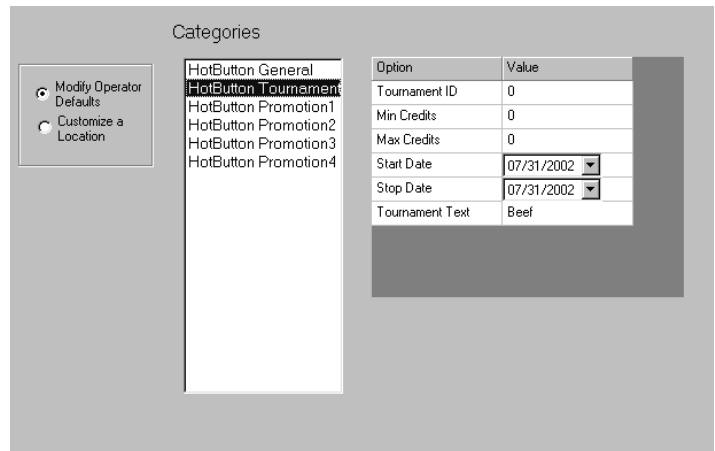 Categories
Modify Operator
Defaults
Customize a
Location
HotButton General
HotButton Tournament
HotButton Promotion1
HotButton Promotion2
HotButton Promotion3
HotButton Promotion4
Option Value
Tournament ID 0
Min Credits 0
Max Credits 0
Start Date 07/31/2002
Stop Date 07/31/2002
Tournament Text Beef